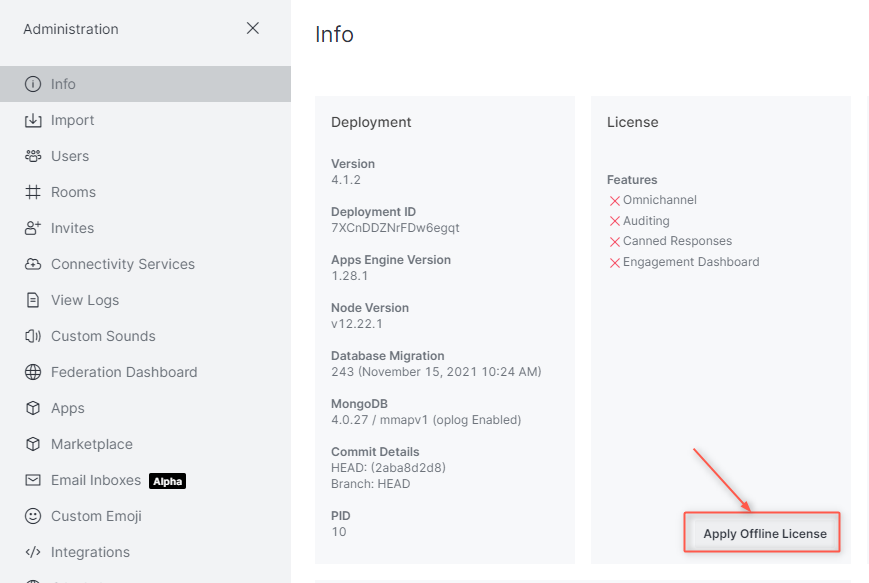 Administration
Info
Import
Users
Rooms
Invites
Connectivity Services
View Logs
Custom Sounds
Federation Dashboard
Apps
Marketplace
Email Inboxes Alpha
Custom Emoji
Integrations
Info
Deployment
Version
4.1.2
Deployment ID
7XCnDDZNrFDw6egqt
Apps Engine Version
1.28.1
Node Version
v12.22.1
Database Migration
243 (November 15, 2021 10:24 AM)
MongoDB
4.0.27 / mmapv1 (oplog Enabled)
Commit Details
HEAD: (2aba8d2d8)
Branch: HEAD
PID
10
License
Features
Omnichannel
Auditing
Canned Responses
Engagement Dashboard
Apply Offline License